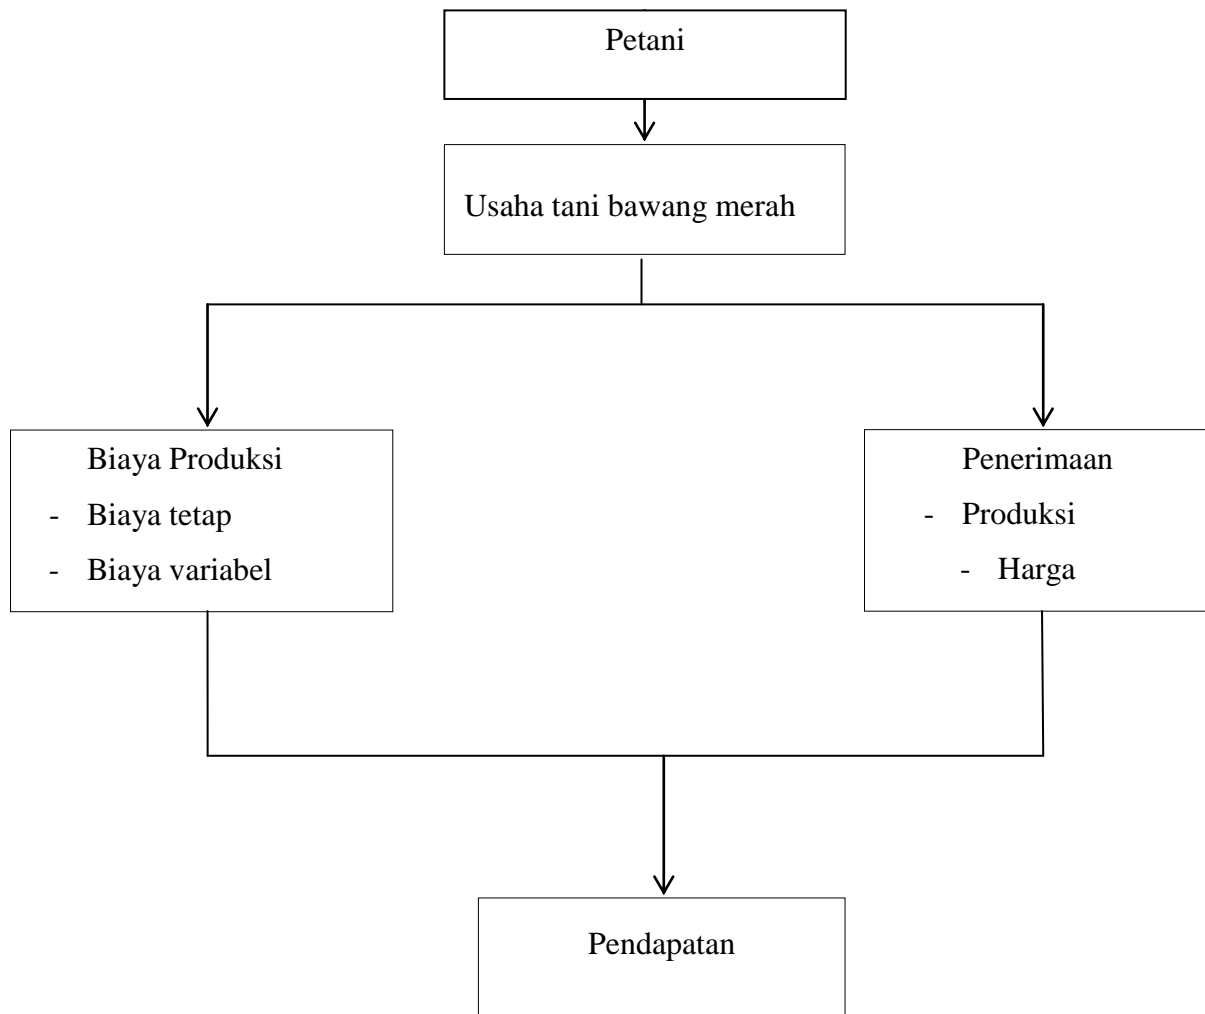 Petani
Usaha tani bawang merah
Biaya Produksi
- Biaya tetap
- Biaya variabel
Penerimaan
- Produksi
- Harga
Pendapatan